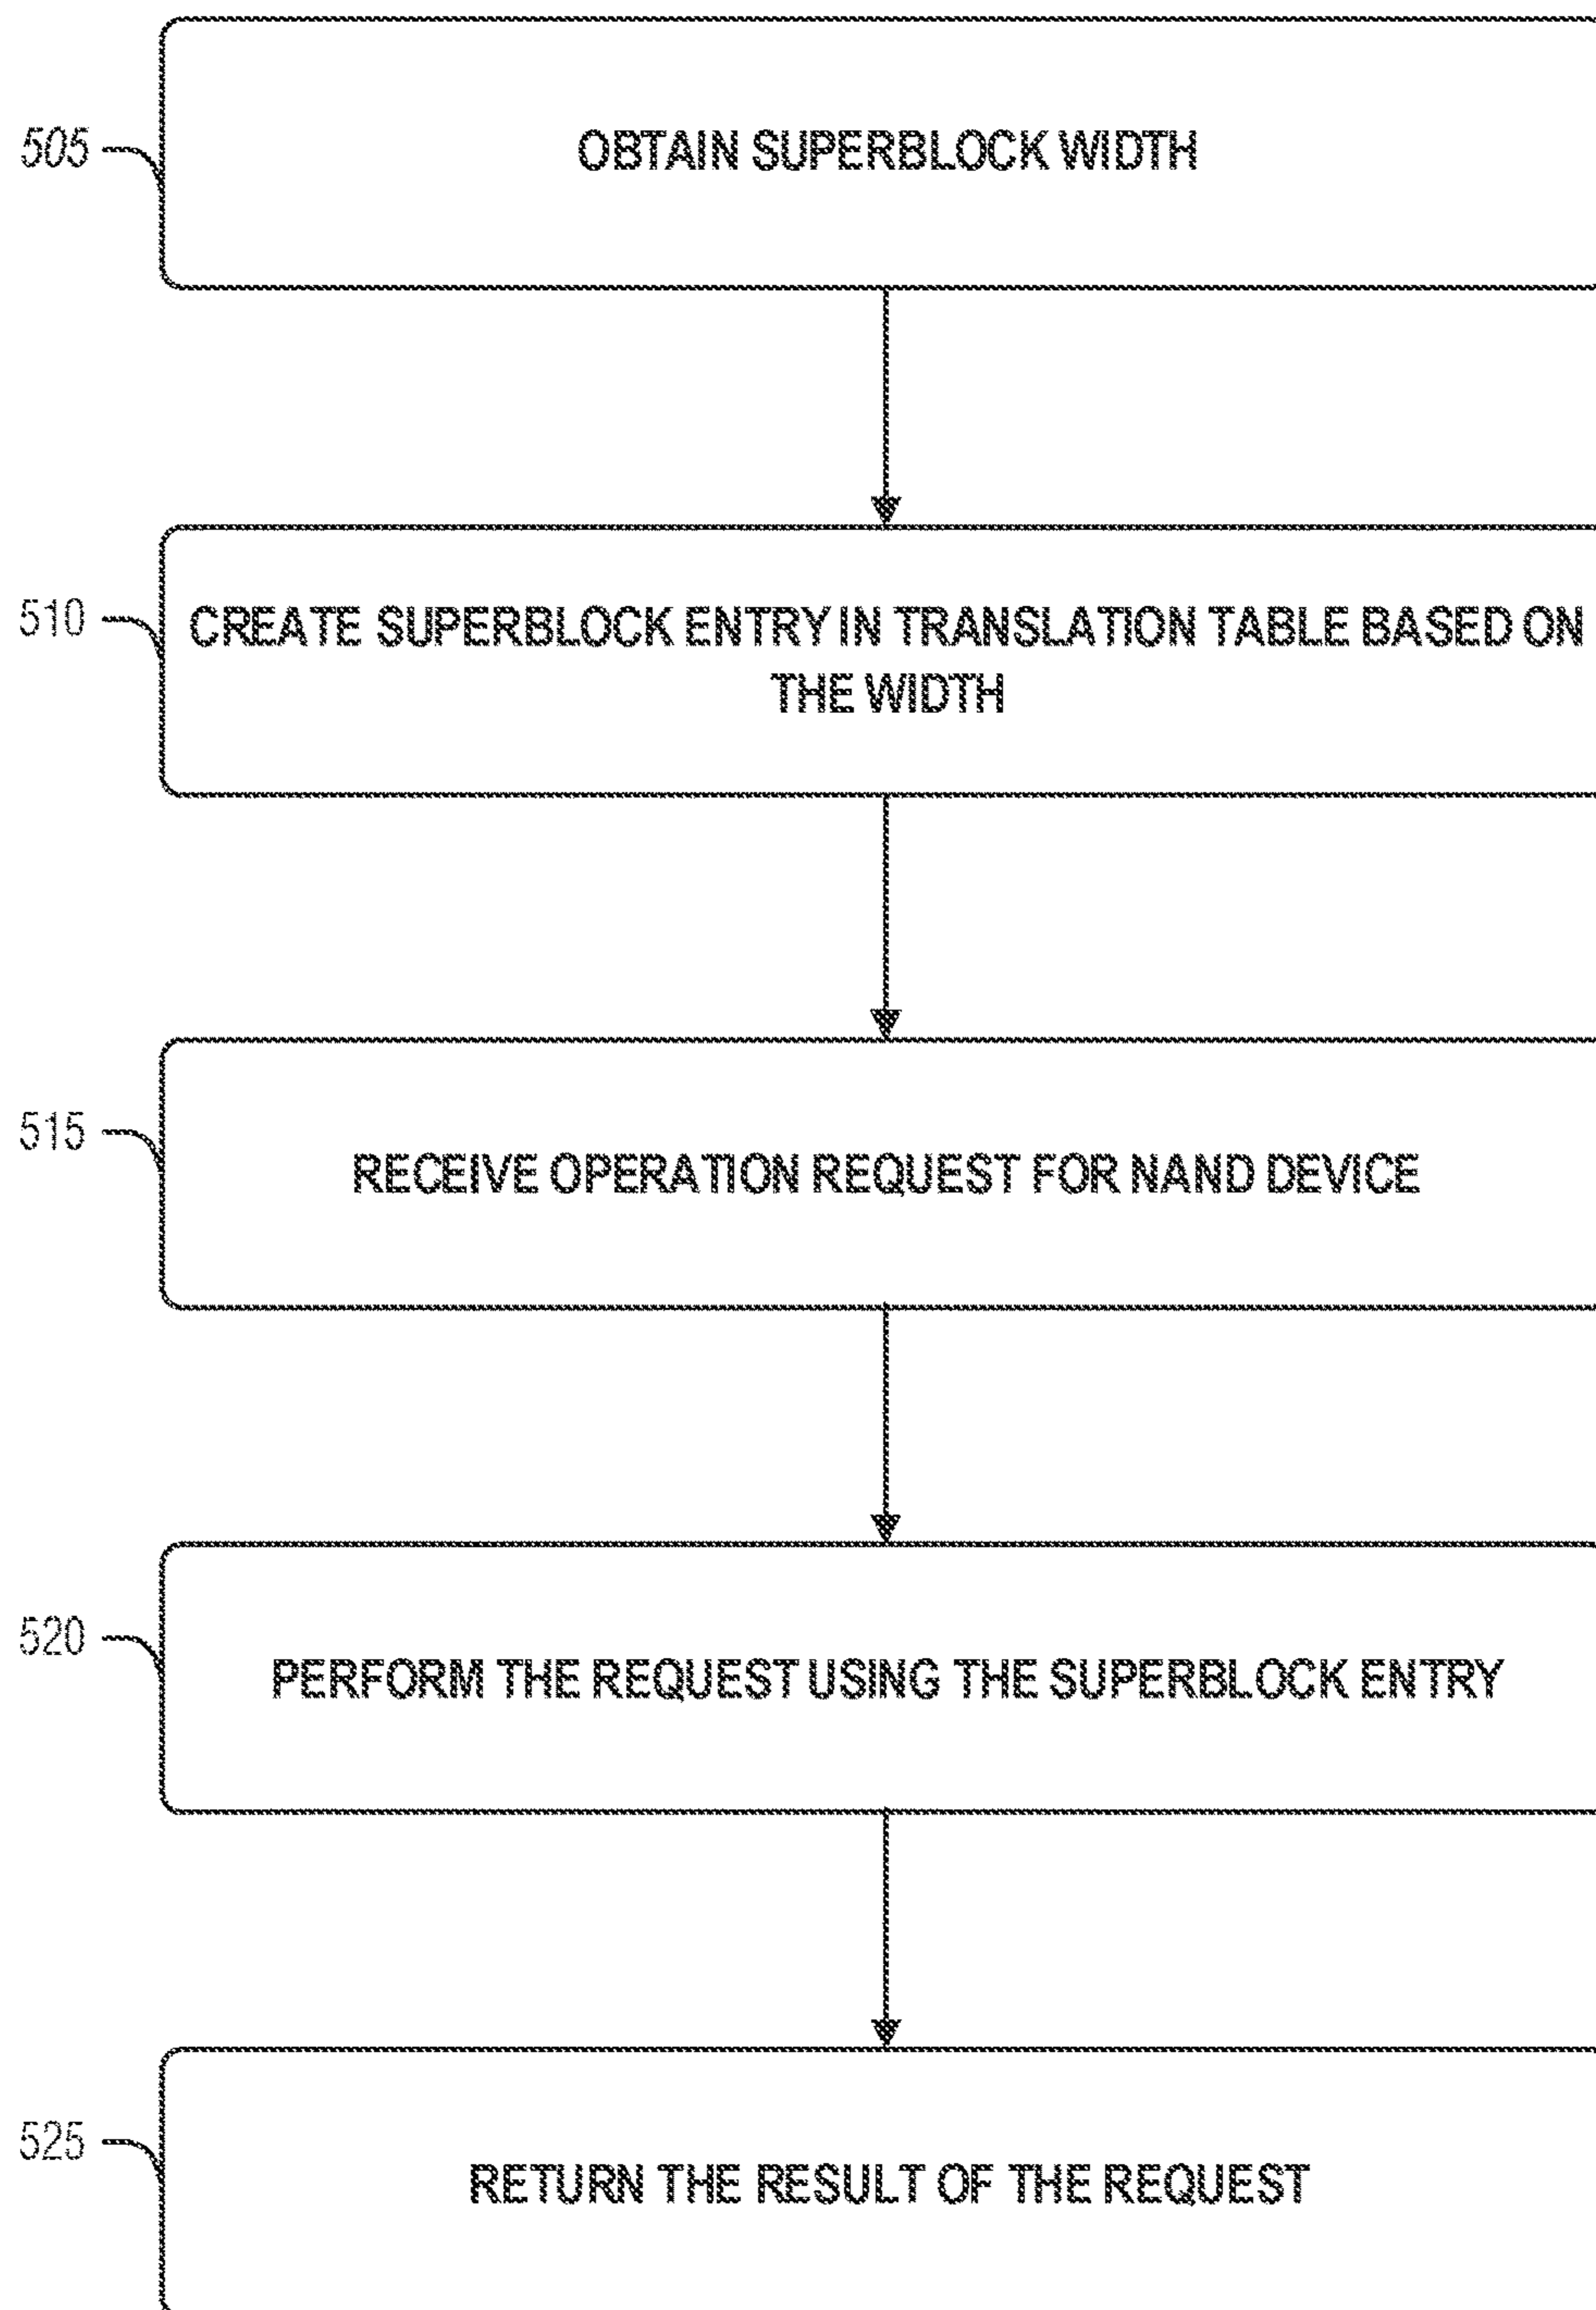 505
OBTAIN SUPERBLOCK WIDTH
510
CREATE SUPERBLOCK ENTRY IN TRANSLATION TABLE BASED ON
THE WIDTH
515
RECEIVE OPERATION REQUEST FOR NAND DEVICE
520
PERFORM THE REQUEST USING THE SUPERBLOCK ENTRY
525
RETURN THE RESULT OF THE REQUEST